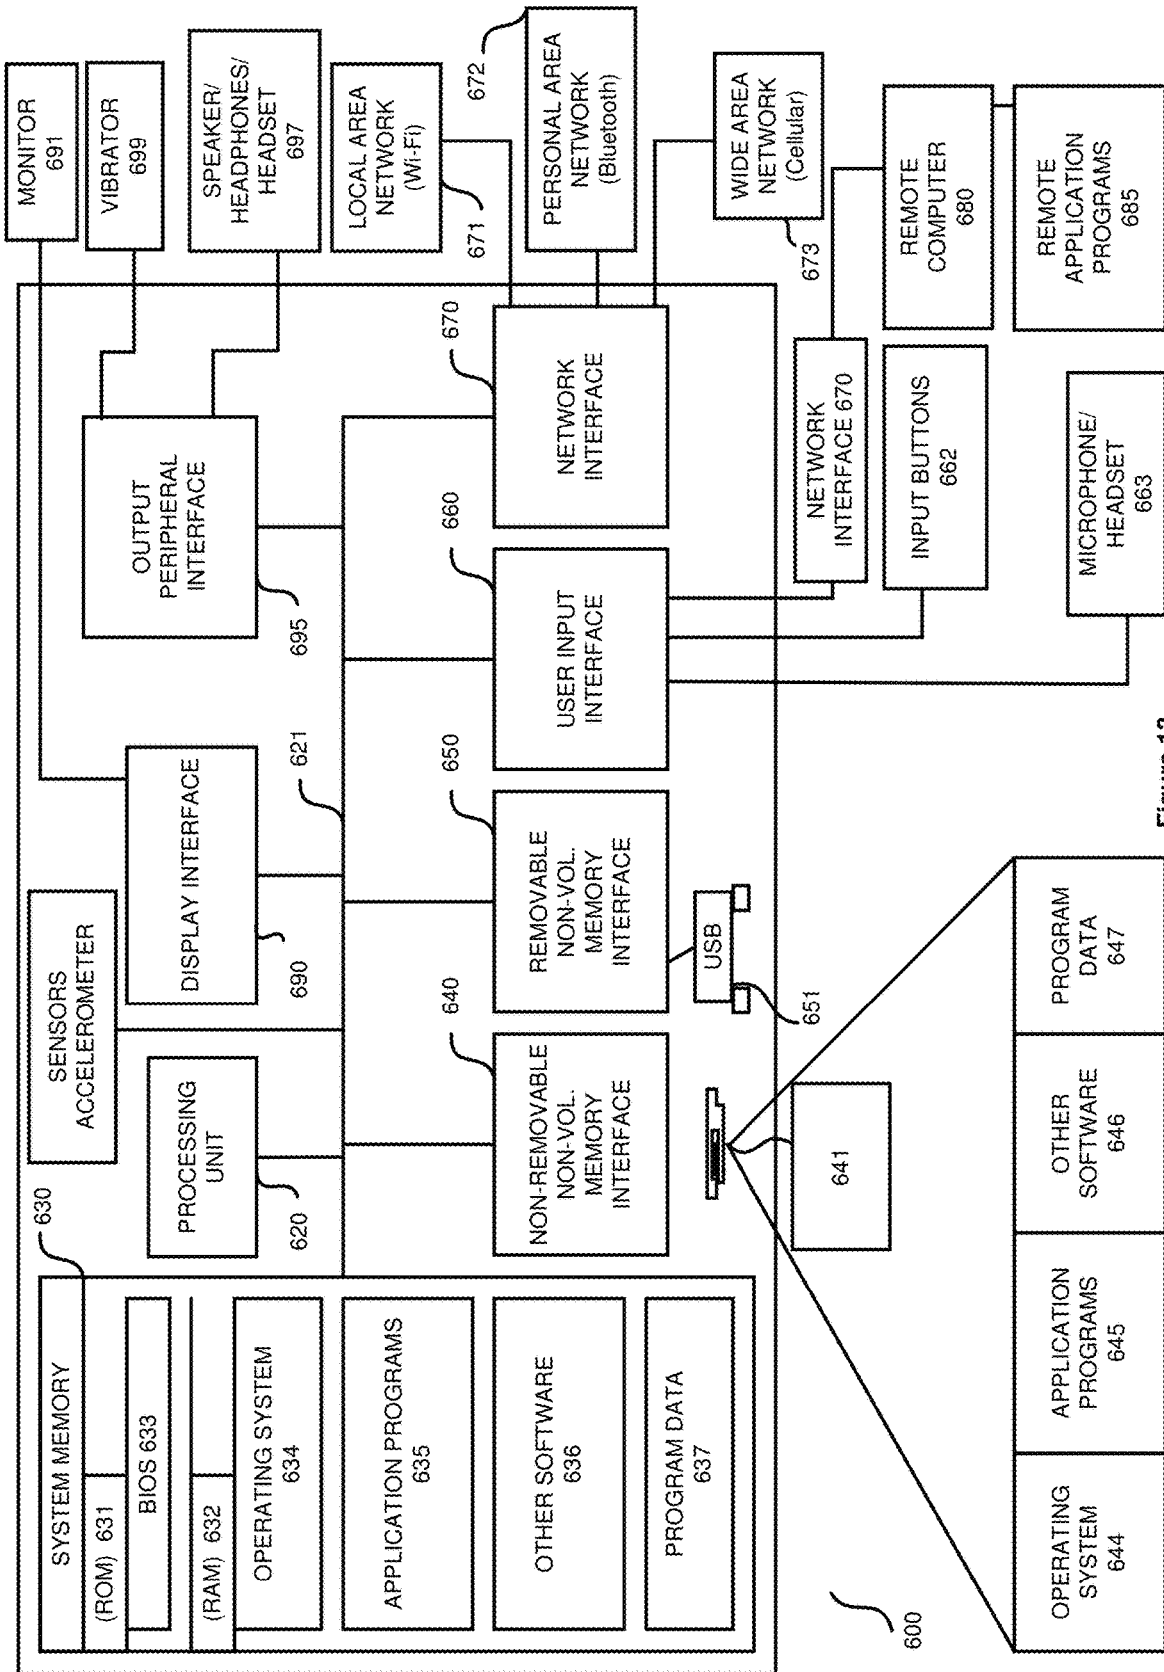 SYSTEM MEMORY
630
(ROM) 631
BIOS 633
(RAM) 632
OPERATING SYSTEM
634
APPLICATION PROGRAMS
635
OTHER SOFTWARE
636
PROGRAM DATA
637
PROCESSING
UNIT
620
SENSORS
ACCELEROMETER
DISPLAY INTERFACE
690
621
OUTPUT
PERIPHERAL
INTERFACE
695
MONITOR
691
VIBRATOR
699
SPEAKER/
HEADPHONES/
HEADSET
697
LOCAL AREA
NETWORK
(Wi-Fi)
671
PERSONAL AREA
NETWORK
(Bluetooth)
672
WIDE AREA
NETWORK
(Cellular)
673
NON-REMOVABLE
NON-VOL.
MEMORY
INTERFACE
640
REMOVABLE
NON-VOL.
MEMORY
INTERFACE
650
USER INPUT
INTERFACE
660
NETWORK
INTERFACE
670
USB
651
641
NETWORK
INTERFACE 670
REMOTE
COMPUTER
680
INPUT BUTTONS
662
REMOTE
APPLICATION
PROGRAMS
685
MICROPHONE/
HEADSET
663
600
OPERATING
SYSTEM
644
APPLICATION
PROGRAMS
645
OTHER
SOFTWARE
646
PROGRAM
DATA
647